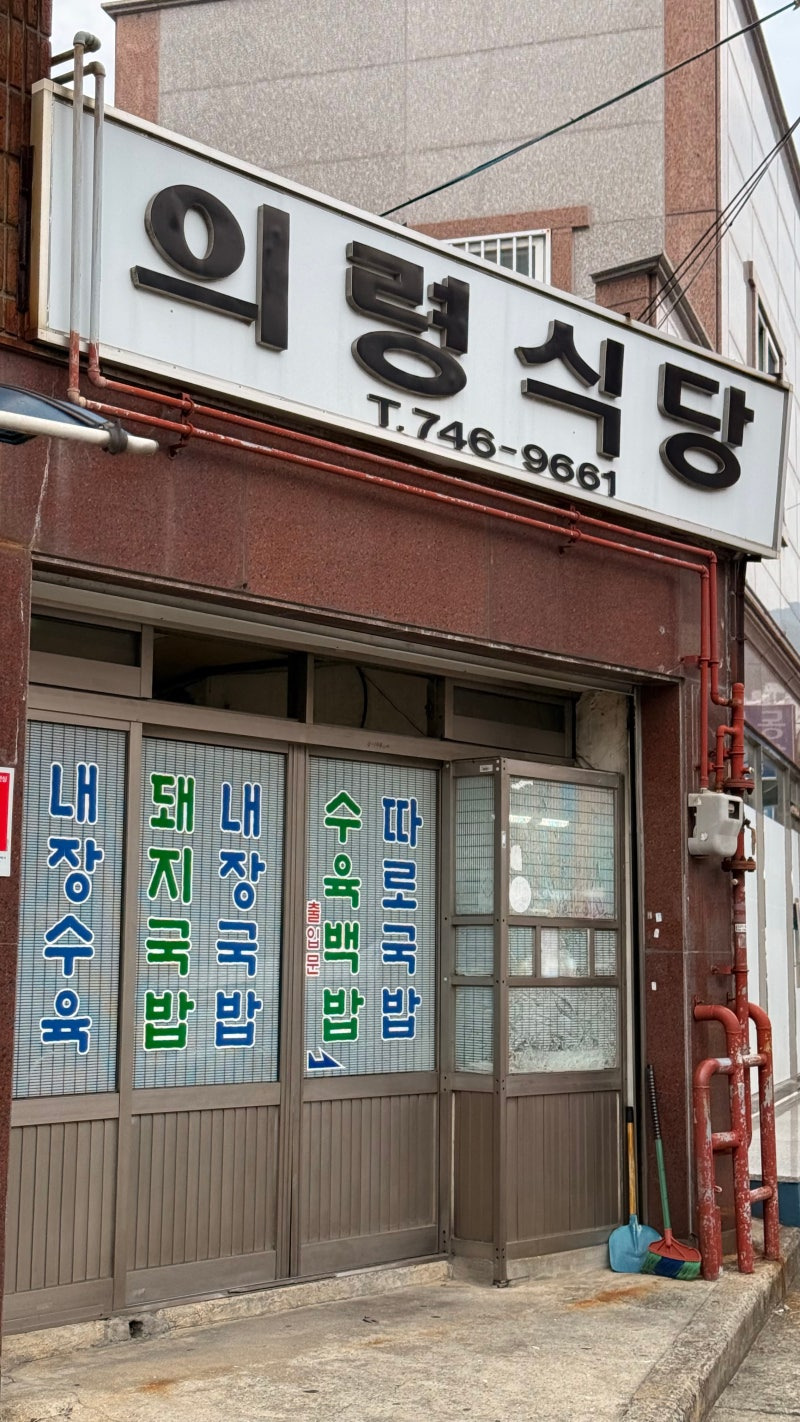 의령식당
T.746-9661
내장수육
돼지국밥
내장국밥
수육백밥
출입문
따로국밥